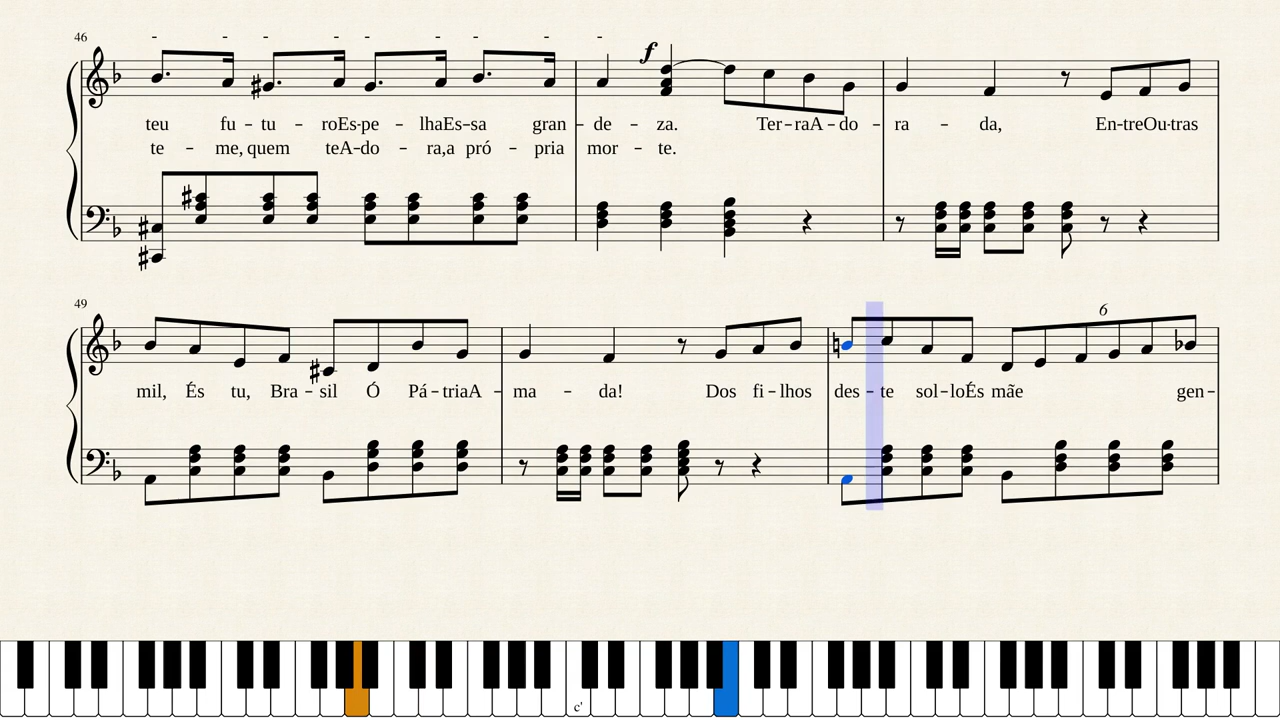 46
- - - - - - - - -
f
teu fu – tu – roEs-pe – lhaEs–sa gran – de – za. Ter–raA–do – ra – da, En–treOu-tras
te – me, quem teA–do – ra,a pró – pria mor – te.
49
6
mil, És tu, Bra – sil Ó Pá–triaA – ma – da! Dos fi–lhos des – te sol–loÉs mãe gen–
c'